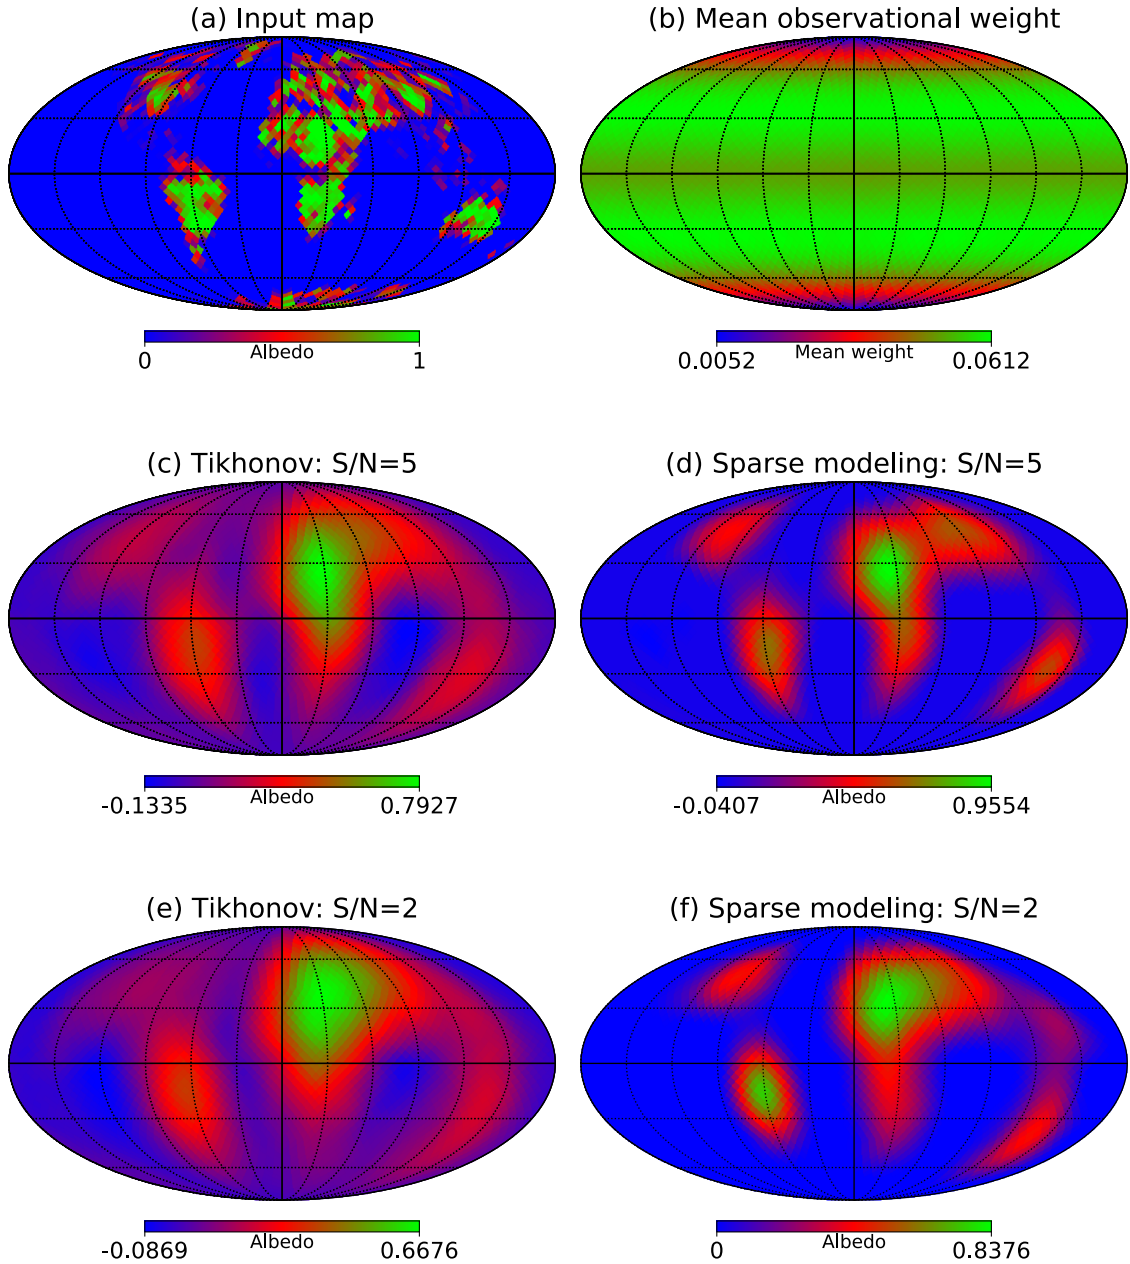 (a) Input map
(b) Mean observational weight
0 Albedo 1
0.0052 Mean weight 0.0612
(c) Tikhonov: S/N=5
(d) Sparse modeling: S/N=5
-0.1335 Albedo 0.7927
-0.0407 Albedo 0.9554
(e) Tikhonov: S/N=2
(f) Sparse modeling: S/N=2
-0.0869 Albedo 0.6676
0 Albedo 0.8376